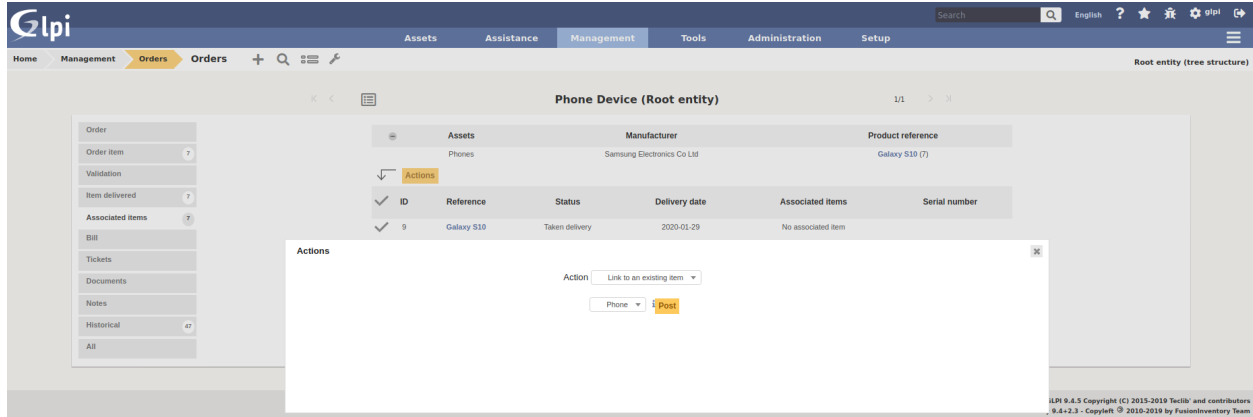 Glpi
Search English ? glpi
Assets Assistance Management Tools Administration Setup
Home Management Orders Orders
Root entity (tree structure)
Phone Device (Root entity) 1/1
Order
Order item 7
Validation
Item delivered 7
Associated items 7
Bill
Tickets
Documents
Notes
Historical 47
All
Assets Manufacturer Product reference
Phones Samsung Electronics Co Ltd Galaxy S10 (7)
Actions
ID Reference Status Delivery date Associated items Serial number
9 Galaxy S10 Taken delivery 2020-01-29 No associated item
Actions
Action Link to an existing item
Phone i Post
GLPI 9.4.5 Copyright (C) 2015-2019 Teclib' and contributors
9.4+2.3 - Copyleft 2010-2019 by FusionInventory Team